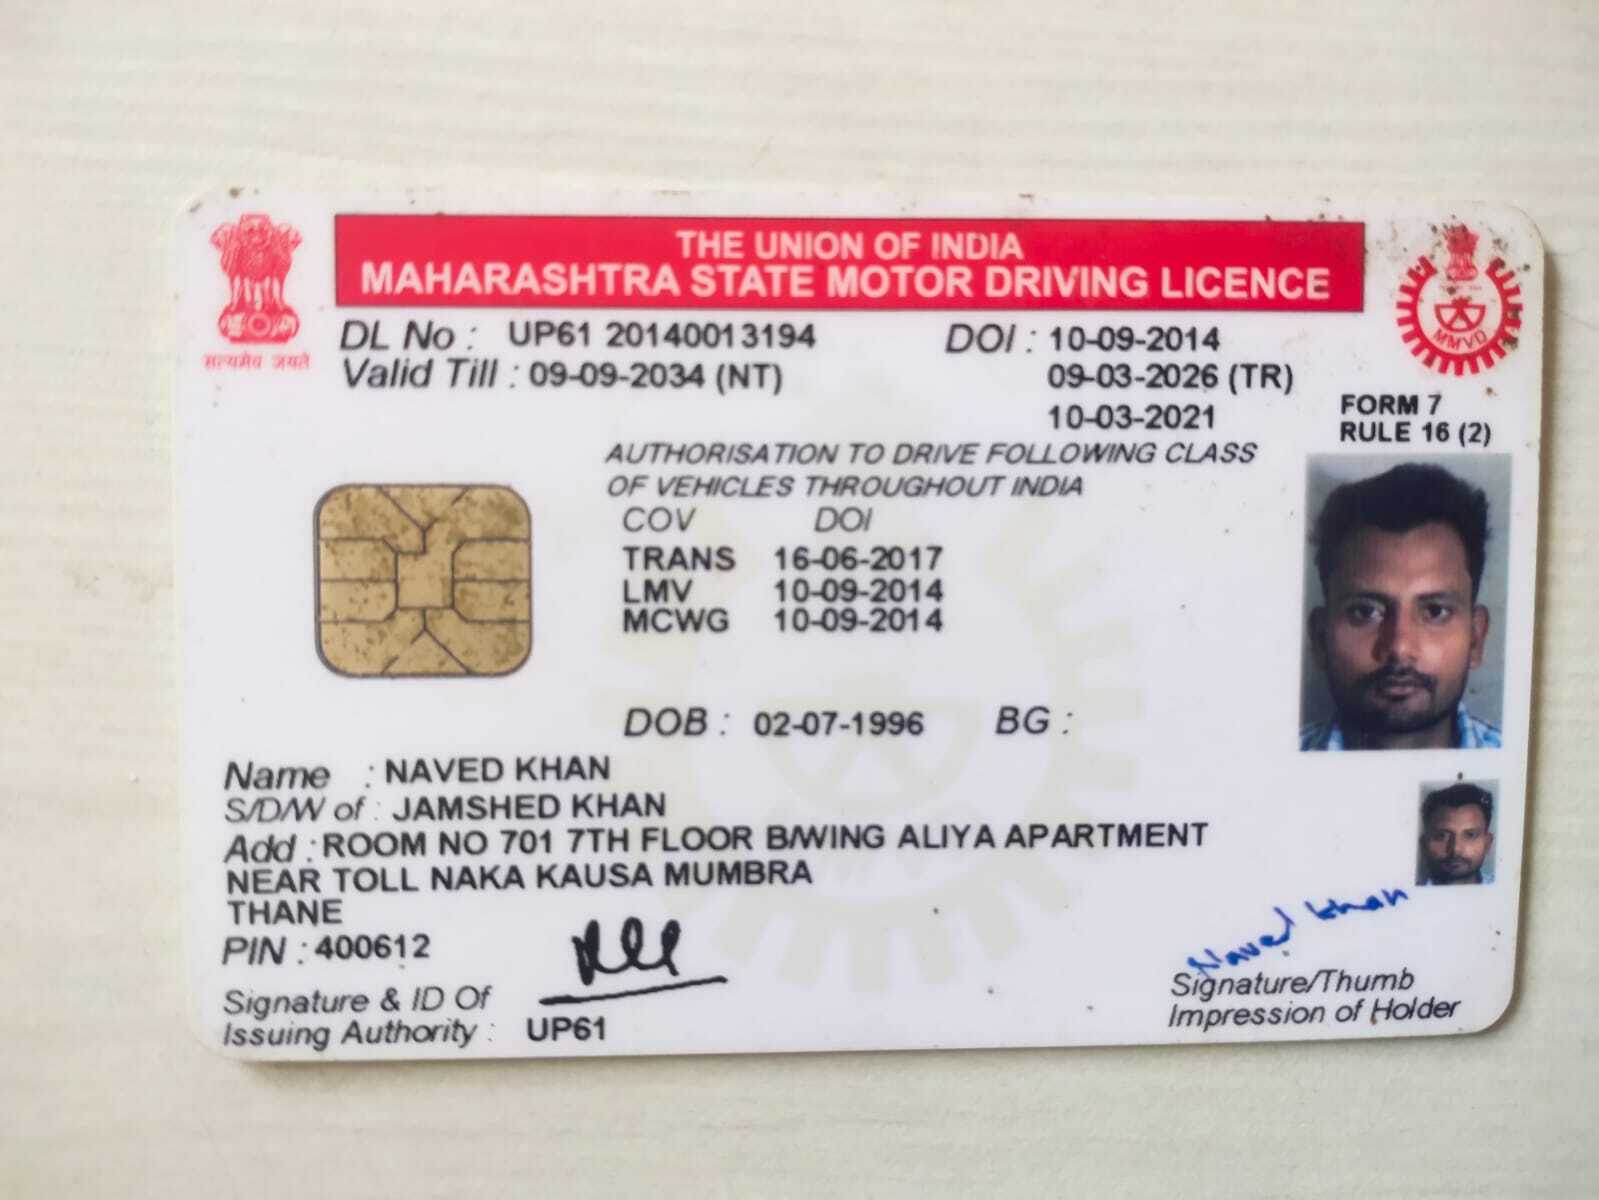 THE UNION OF INDIA
MAHARASHTRA STATE MOTOR DRIVING LICENCE
सत्यमेव जयते
MMVD
DL No : UP61 20140013194 DOI : 10-09-2014
Valid Till : 09-09-2034 (NT) 09-03-2026 (TR)
10-03-2021
FORM 7
RULE 16 (2)
AUTHORISATION TO DRIVE FOLLOWING CLASS
OF VEHICLES THROUGHOUT INDIA
COV DOI
TRANS 16-06-2017
LMV 10-09-2014
MCWG 10-09-2014
DOB : 02-07-1996 BG :
Name : NAVED KHAN
S/D/W of : JAMSHED KHAN
Add : ROOM NO 701 7TH FLOOR B/WING ALIYA APARTMENT
NEAR TOLL NAKA KAUSA MUMBRA
THANE
PIN : 400612
Naved khan
Signature & ID Of
Issuing Authority : UP61
Signature/Thumb
Impression of Holder